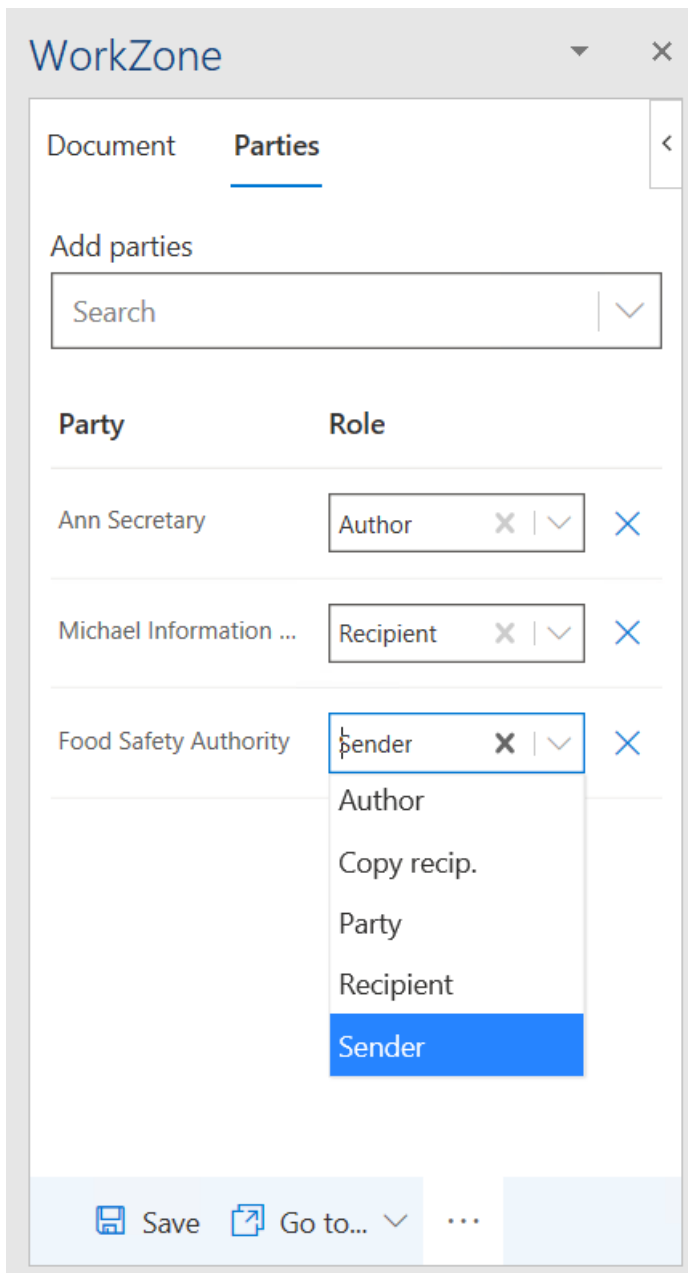 WorkZone
Document Parties
Add parties
Search
Party Role
Ann Secretary Author
Michael Information ... Recipient
Food Safety Authority Sender
Author
Copy recip.
Party
Recipient
Sender
Save Go to... ...